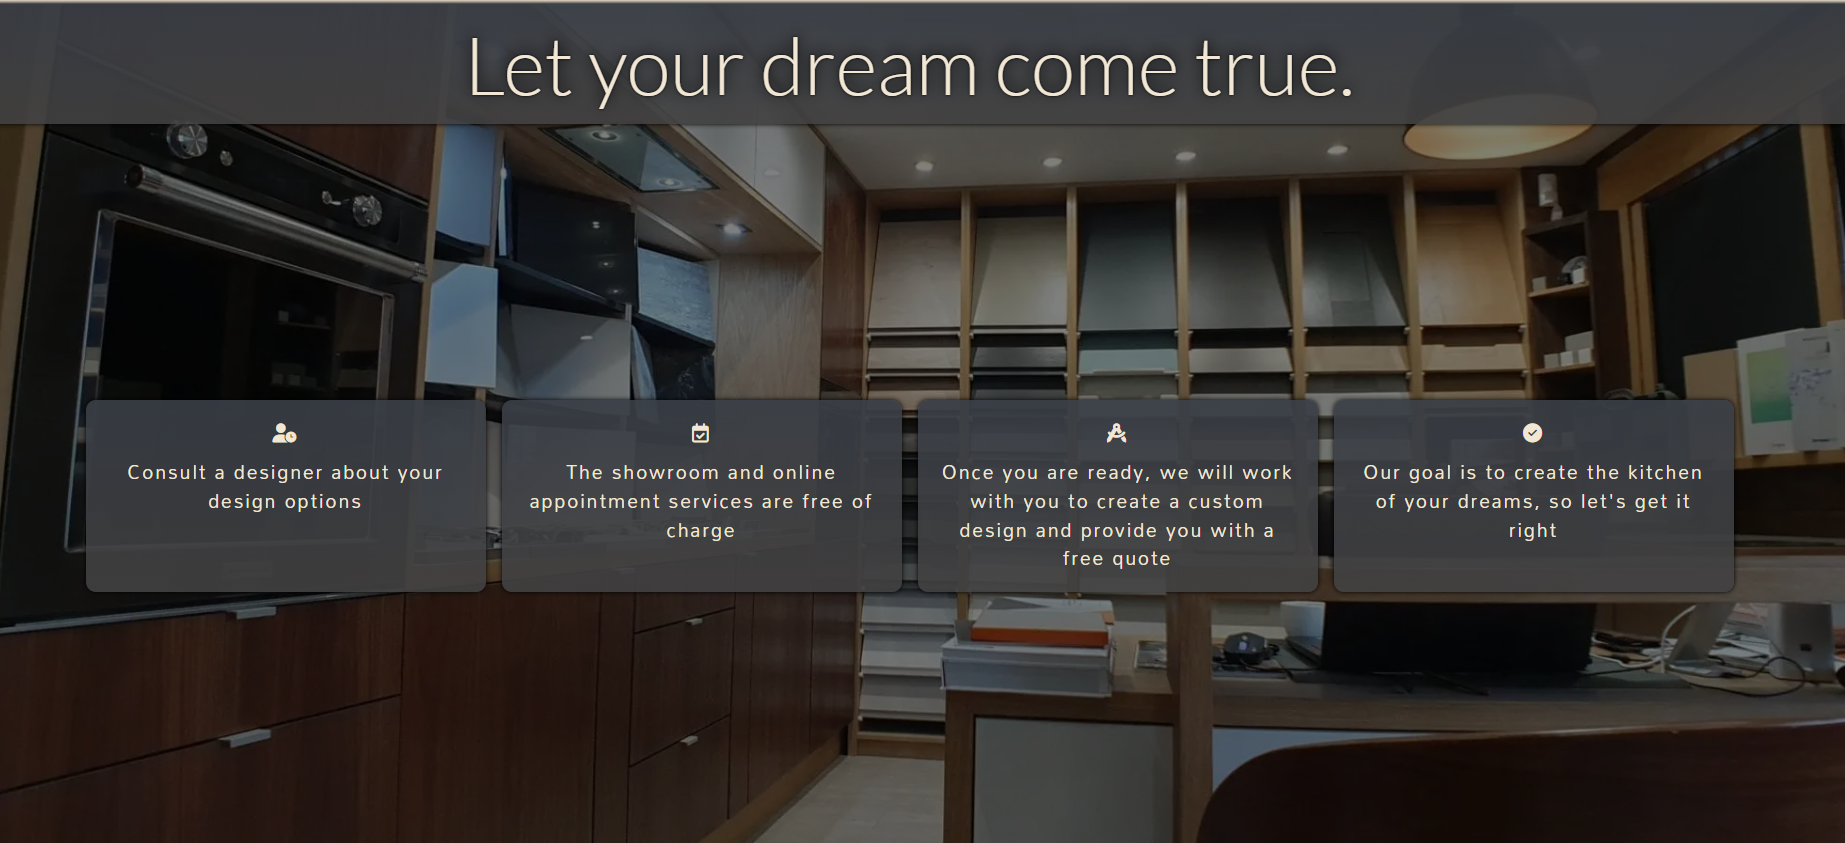 Let your dream come true.
Consult a designer about your
design options
The showroom and online
appointment services are free of
charge
Once you are ready, we will work
with you to create a custom
design and provide you with a
free quote
Our goal is to create the kitchen
of your dreams, so let's get it
right